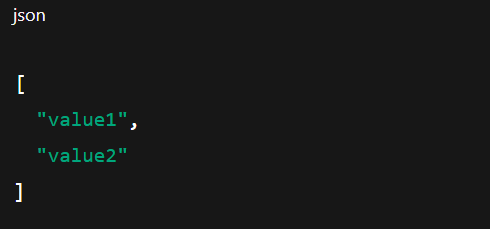 json
[
"value1",
"value2"
]